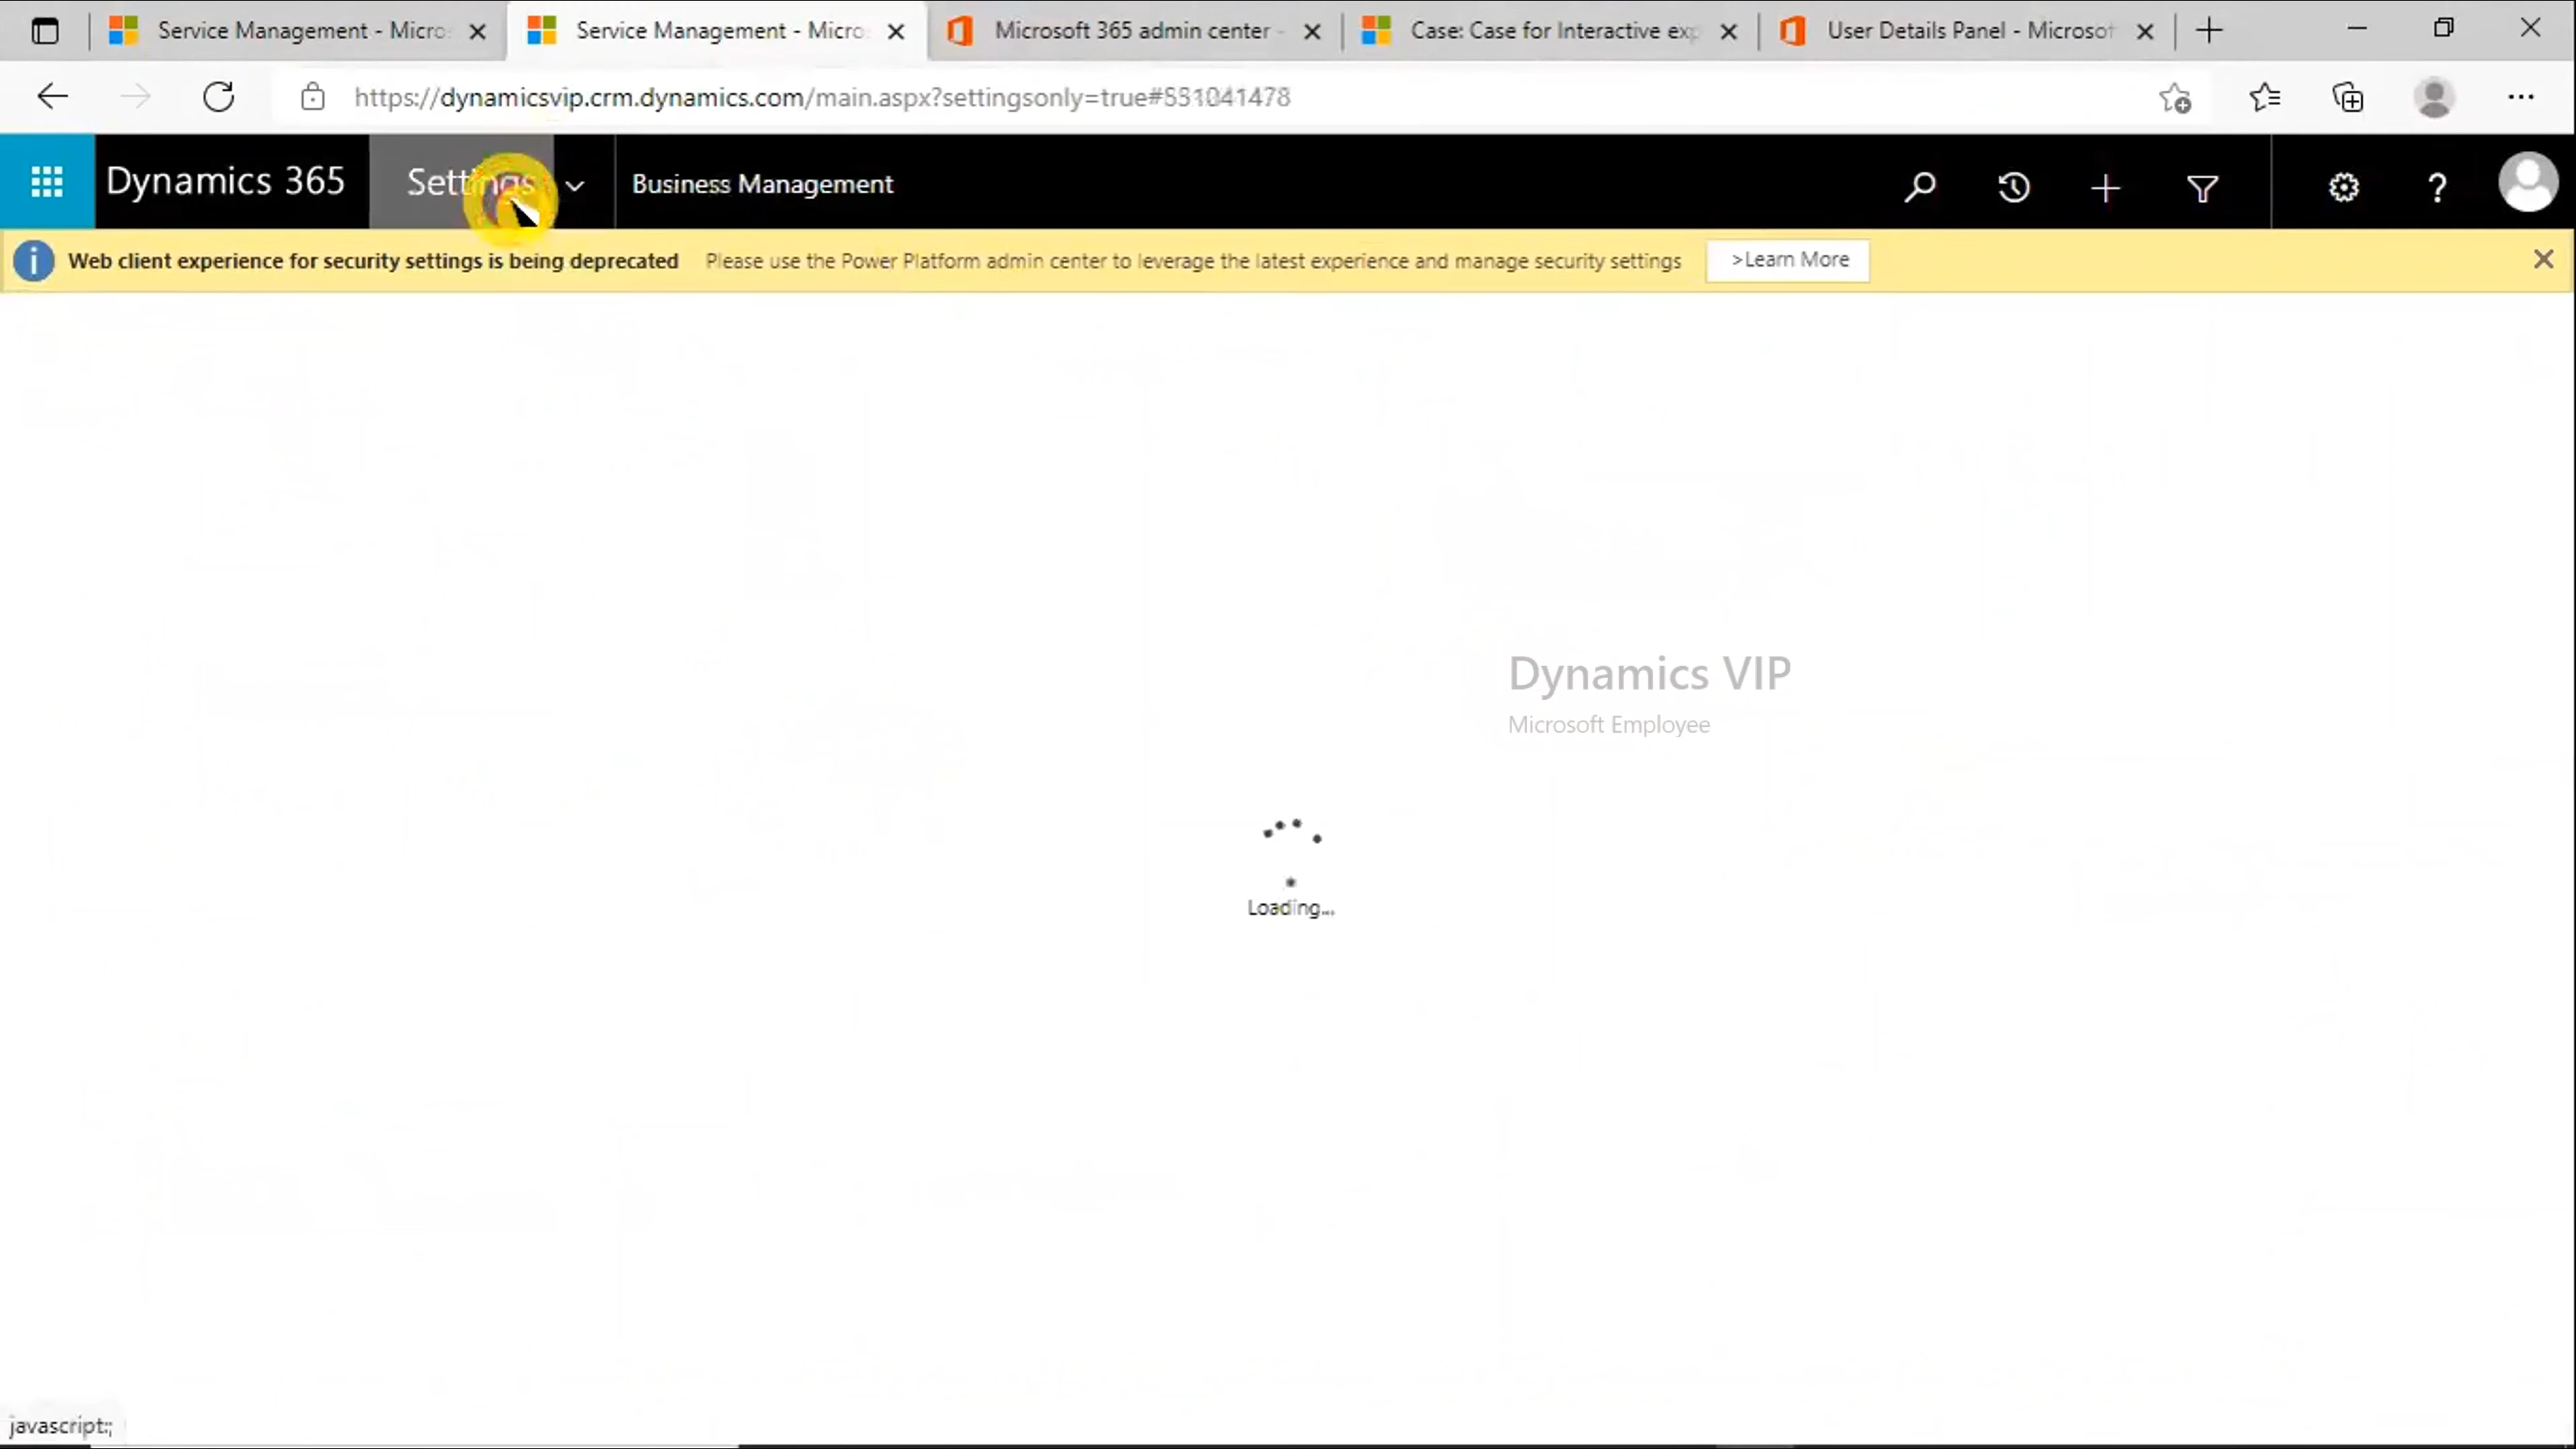 Service Management - Micro
Service Management - Micro
Microsoft 365 admin center -
Case: Case for Interactive exp
User Details Panel - Microsof
https://dynamicsvip.crm.dynamics.com/main.aspx?settingsonly=true#
Dynamics 365
Settings
Business Management
Web client experience for security settings is being deprecated Please use the Power Platform admin center to leverage the latest experience and manage security settings >Learn More
Dynamics VIP
Microsoft Employee
Loading...
javascript:;